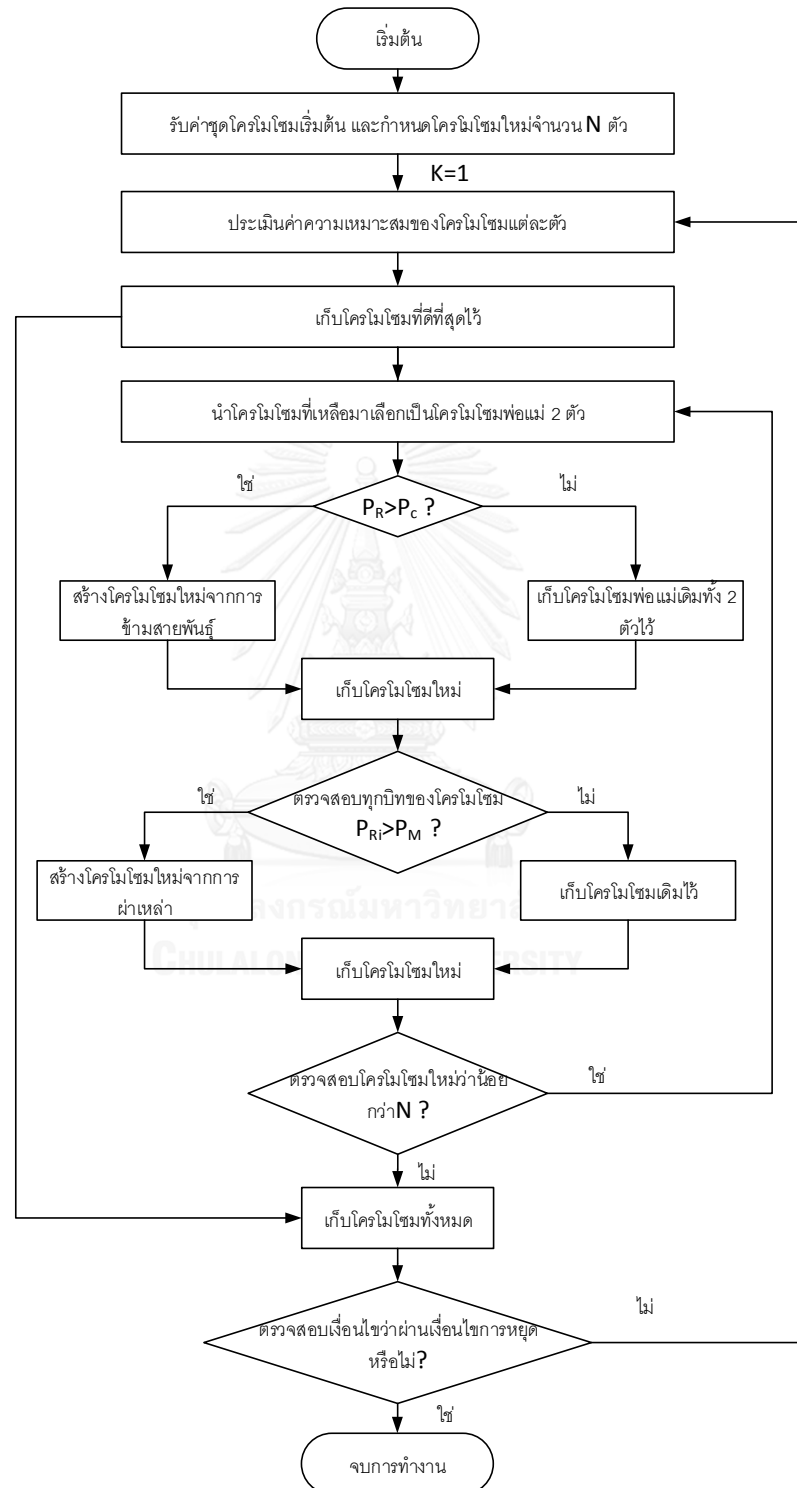 เริ่มต้น
รับค่าชุดโครโมโซมเริ่มต้น และกำหนดโครโมโซมใหม่จำนวน N ตัว
K=1
ประเมินค่าความเหมาะสมของโครโมโซมแต่ละตัว
เก็บโครโมโซมที่ดีที่สุดไว้
นำโครโมโซมที่เหลือมาเลือกเป็นโครโมโซมพ่อแม่ 2 ตัว
ใช่
ไม่
PR>Pc ?
สร้างโครโมโซมใหม่จากการ
ข้ามสายพันธุ์
เก็บโครโมโซมพ่อแม่เดิมทั้ง 2
ตัวไว้
เก็บโครโมโซมใหม่
ใช่
ไม่
ตรวจสอบทุกบิทของโครโมโซม
PRi>PM ?
สร้างโครโมโซมใหม่จากการ
ผ่าเหล่า
เก็บโครโมโซมเดิมไว้
ลงกรณ์มหาวิทยาล
CHULALON
ERSITY
เก็บโครโมโซมใหม่
ตรวจสอบโครโมโซมใหม่ว่าน้อย
กว่าN ?
ใช่
ไม่
เก็บโครโมโซมทั้งหมด
ตรวจสอบเงื่อนไขว่าผ่านเงื่อนไขการหยุด
หรือไม่?
ไม่
ใช่
จบการทำงาน